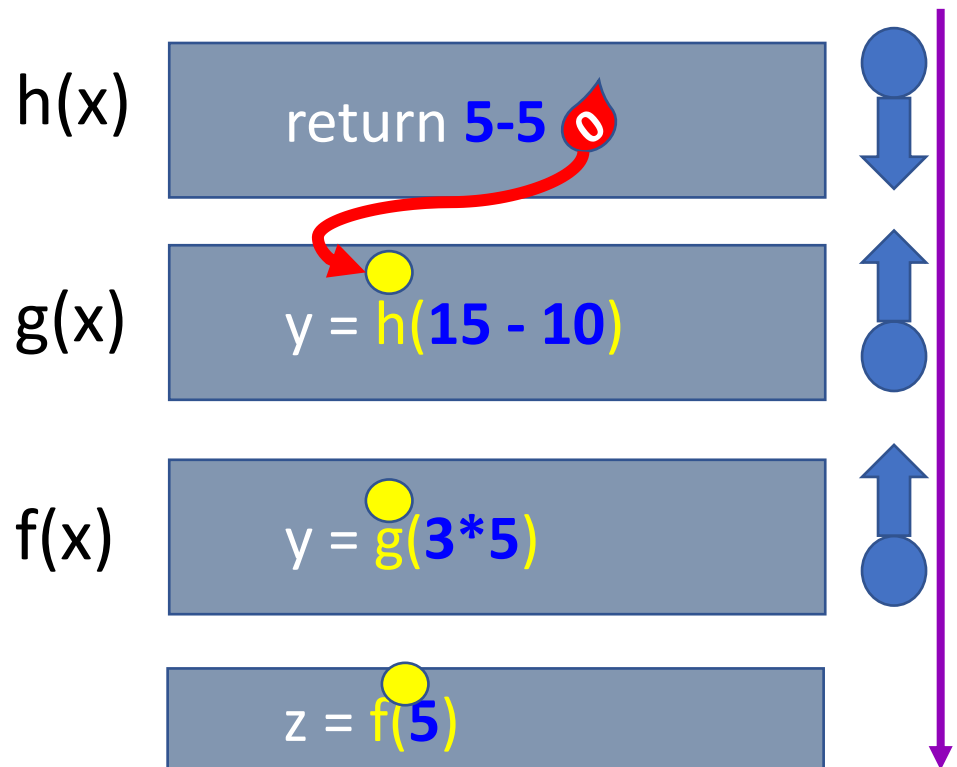 h(x)
return 5-5 0
g(x)
y = h(15 - 10)
f(x)
y = g(3*5)
z = f(5)